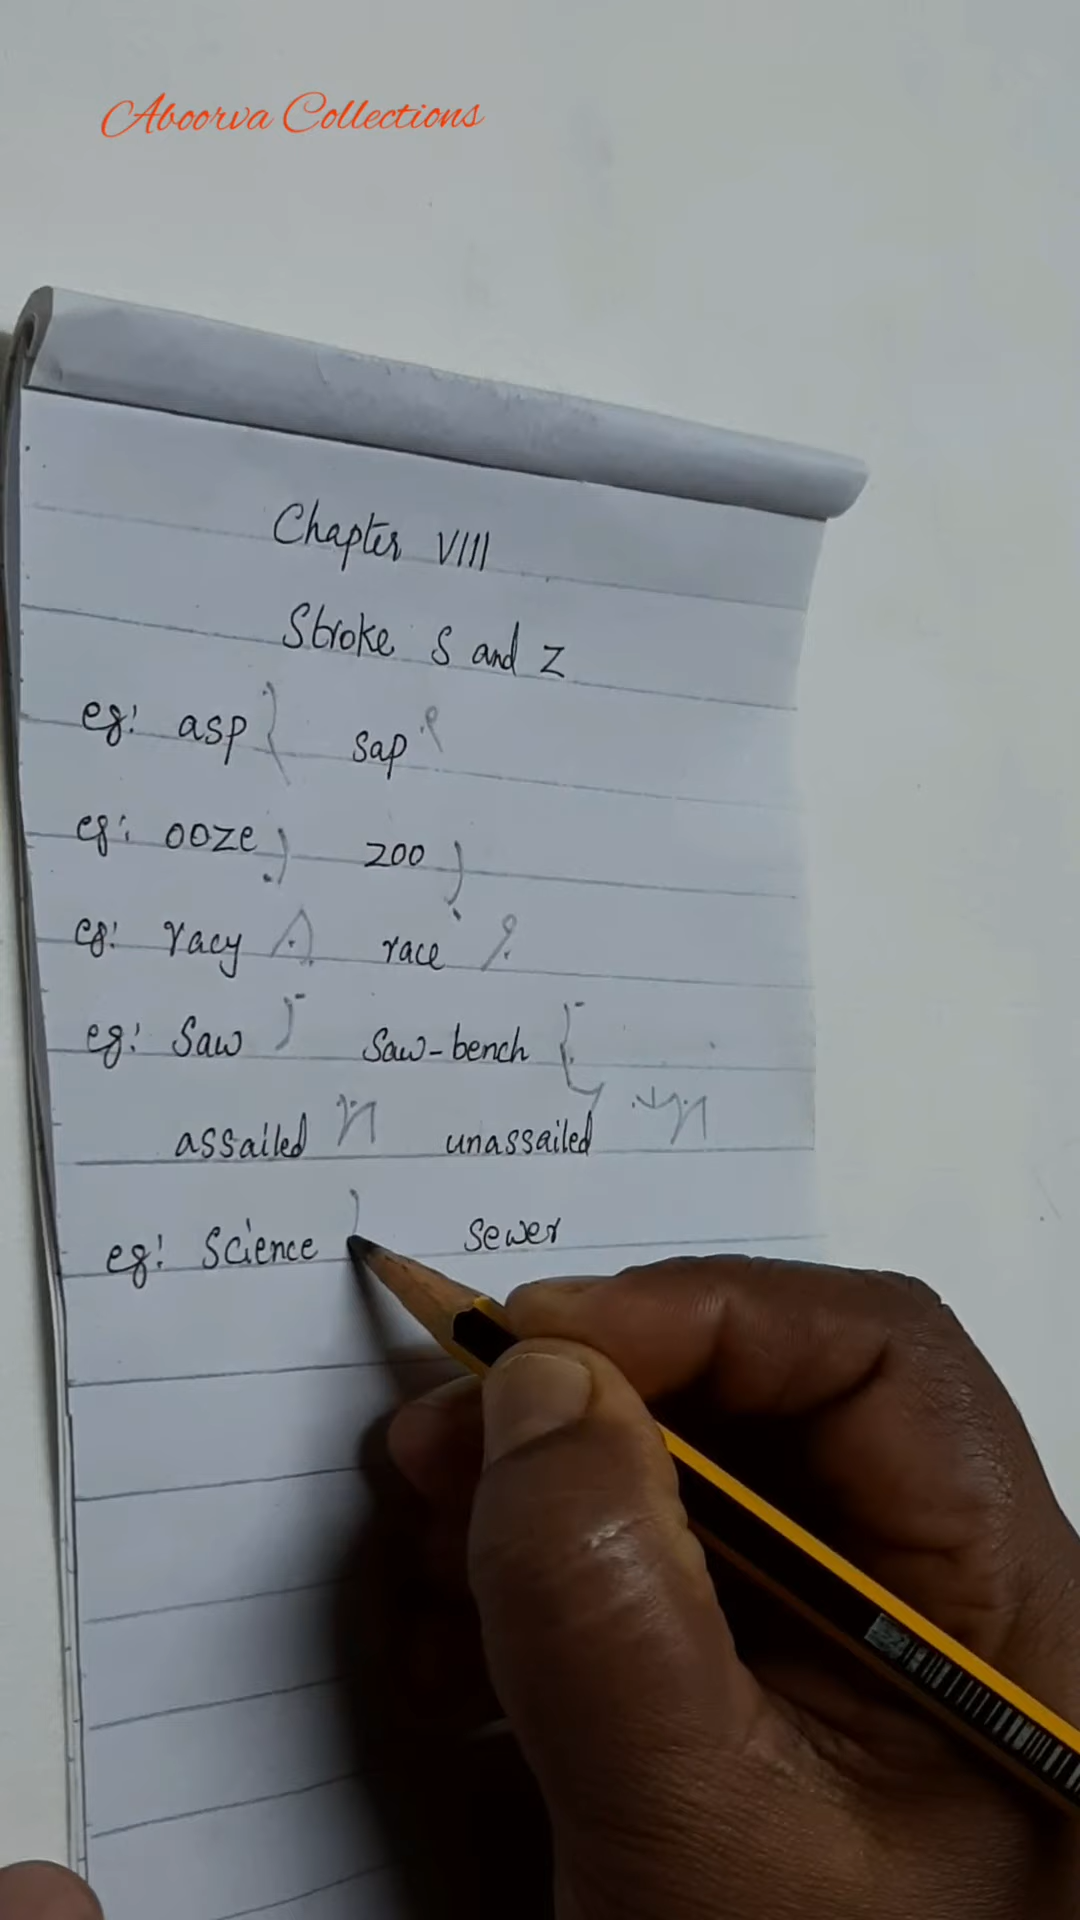 Aboorva Collections
Chapter VIII
Stroke S and Z
eg: asp sap
eg: ooze zoo
eg: racy race
eg: Saw Saw-bench
assailed unassailed
eg: Science Sewer